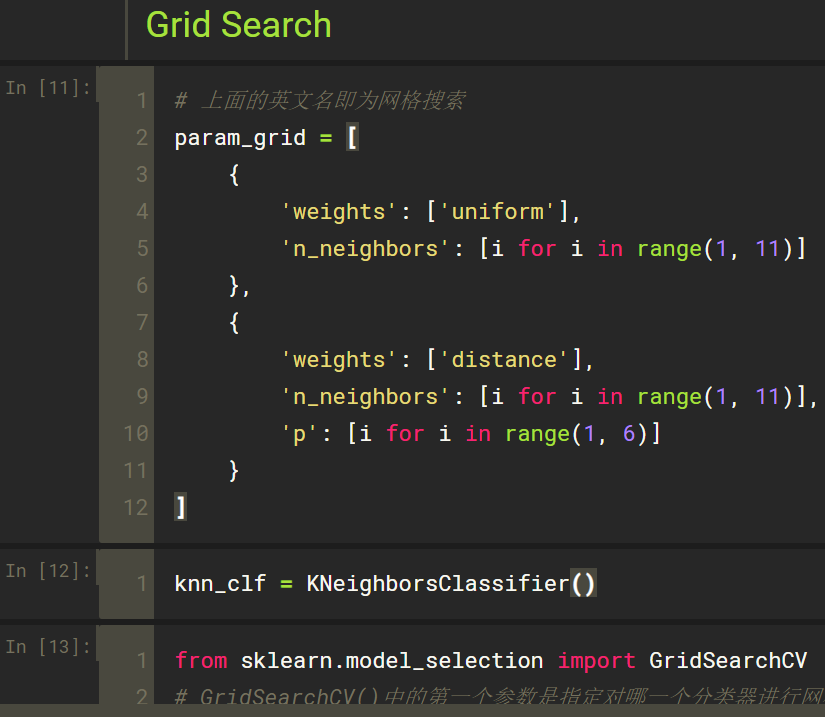 Grid Search
In [11]:
1 # 上面的英文名即为网格搜索
2 param_grid = [
3 {
4 'weights': ['uniform'],
5 'n_neighbors': [i for i in range(1, 11)]
6 },
7 {
8 'weights': ['distance'],
9 'n_neighbors': [i for i in range(1, 11)],
10 'p': [i for i in range(1, 6)]
11 }
12 ]
In [12]:
1 knn_clf = KNeighborsClassifier()
In [13]:
1 from sklearn.model_selection import GridSearchCV
2 # GridSearchCV()中的第一个参数是指定对哪一个分类器进行网